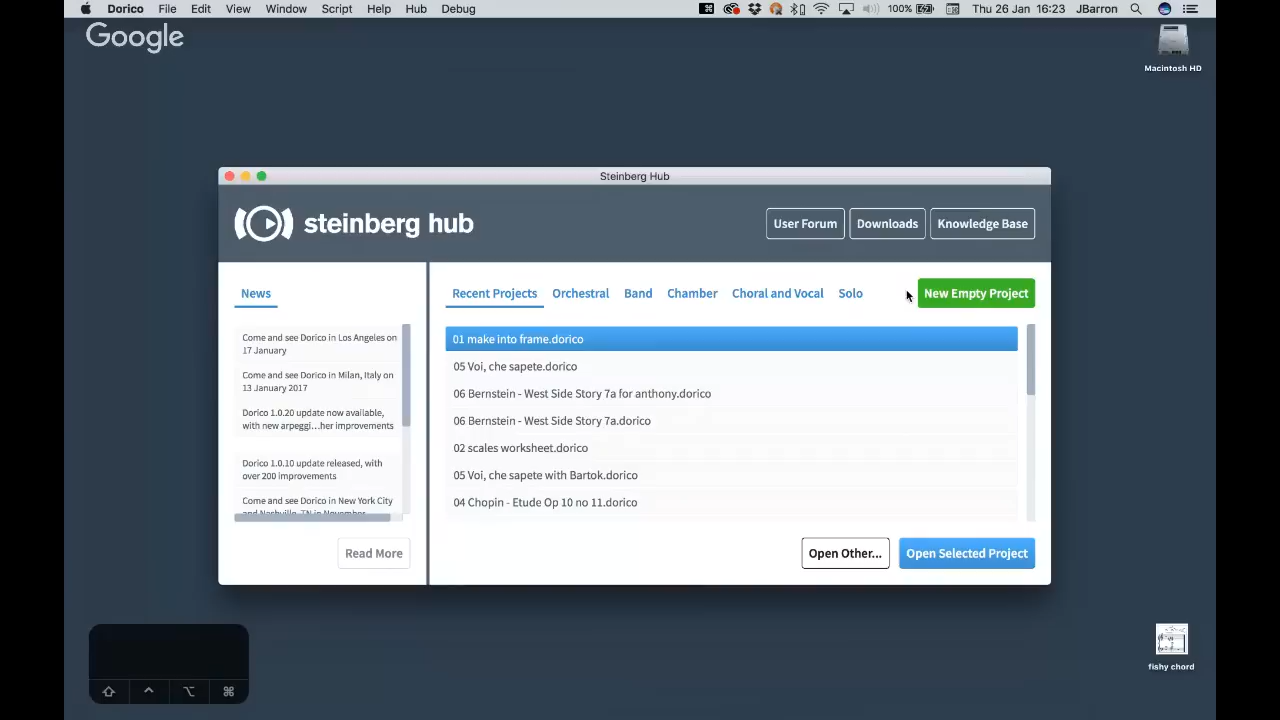 Dorico File Edit View Window Script Help Hub Debug 100% Thu 26 Jan 16:23 JBarron
Google
Macintosh HD
Steinberg Hub
steinberg hub
User Forum Downloads Knowledge Base
News
Come and see Dorico in Los Angeles on
17 January
Come and see Dorico in Milan, Italy on
13 January 2017
Dorico 1.0.20 update now available,
with new arpeggi...her improvements
Dorico 1.0.10 update released, with
over 200 improvements
Come and see Dorico in New York City
and Nashville, TN in November
Read More
Recent Projects Orchestral Band Chamber Choral and Vocal Solo New Empty Project
01 make into frame.dorico
05 Voi, che sapete.dorico
06 Bernstein - West Side Story 7a for anthony.dorico
06 Bernstein - West Side Story 7a.dorico
02 scales worksheet.dorico
05 Voi, che sapete with Bartok.dorico
04 Chopin - Etude Op 10 no 11.dorico
Open Other... Open Selected Project
fishy chord